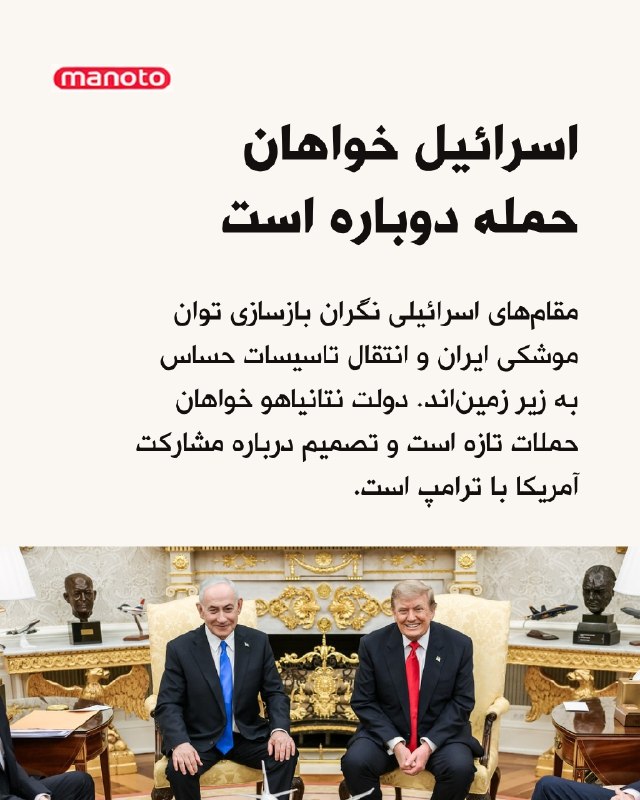 manoto
اسرائیل خواهان
حمله دوباره است
مقام‌های اسرائیلی نگران بازسازی توان
موشکی ایران و انتقال تاسیسات حساس
به زیر زمین‌اند. دولت نتانیاهو خواهان
حملات تازه است و تصمیم درباره مشارکت
آمریکا با ترامپ است.